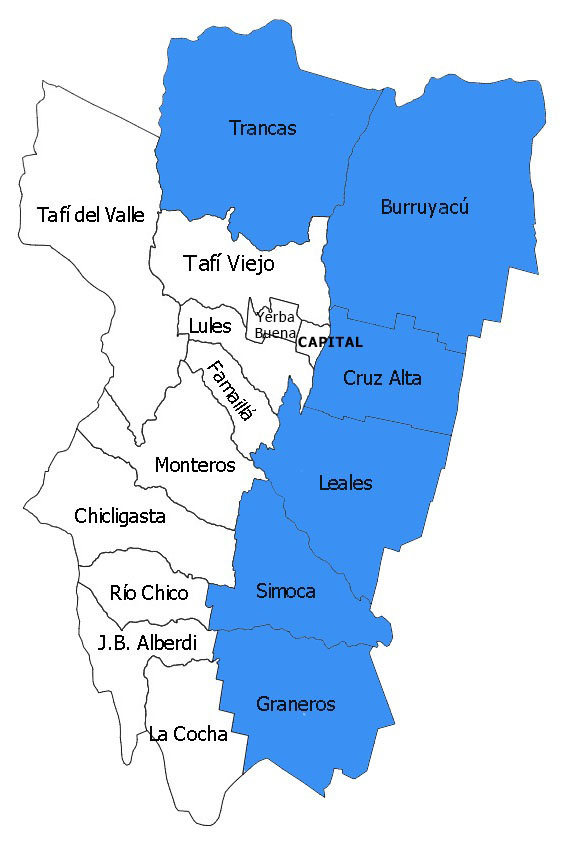 Trancas
Burruyacú
Tafí del Valle
Tafí Viejo
Yerba
Buena
Lules
CAPITAL
Cruz Alta
Famaillá
Monteros
Leales
Chicligasta
Río Chico
Simoca
J.B. Alberdi
Graneros
La Cocha